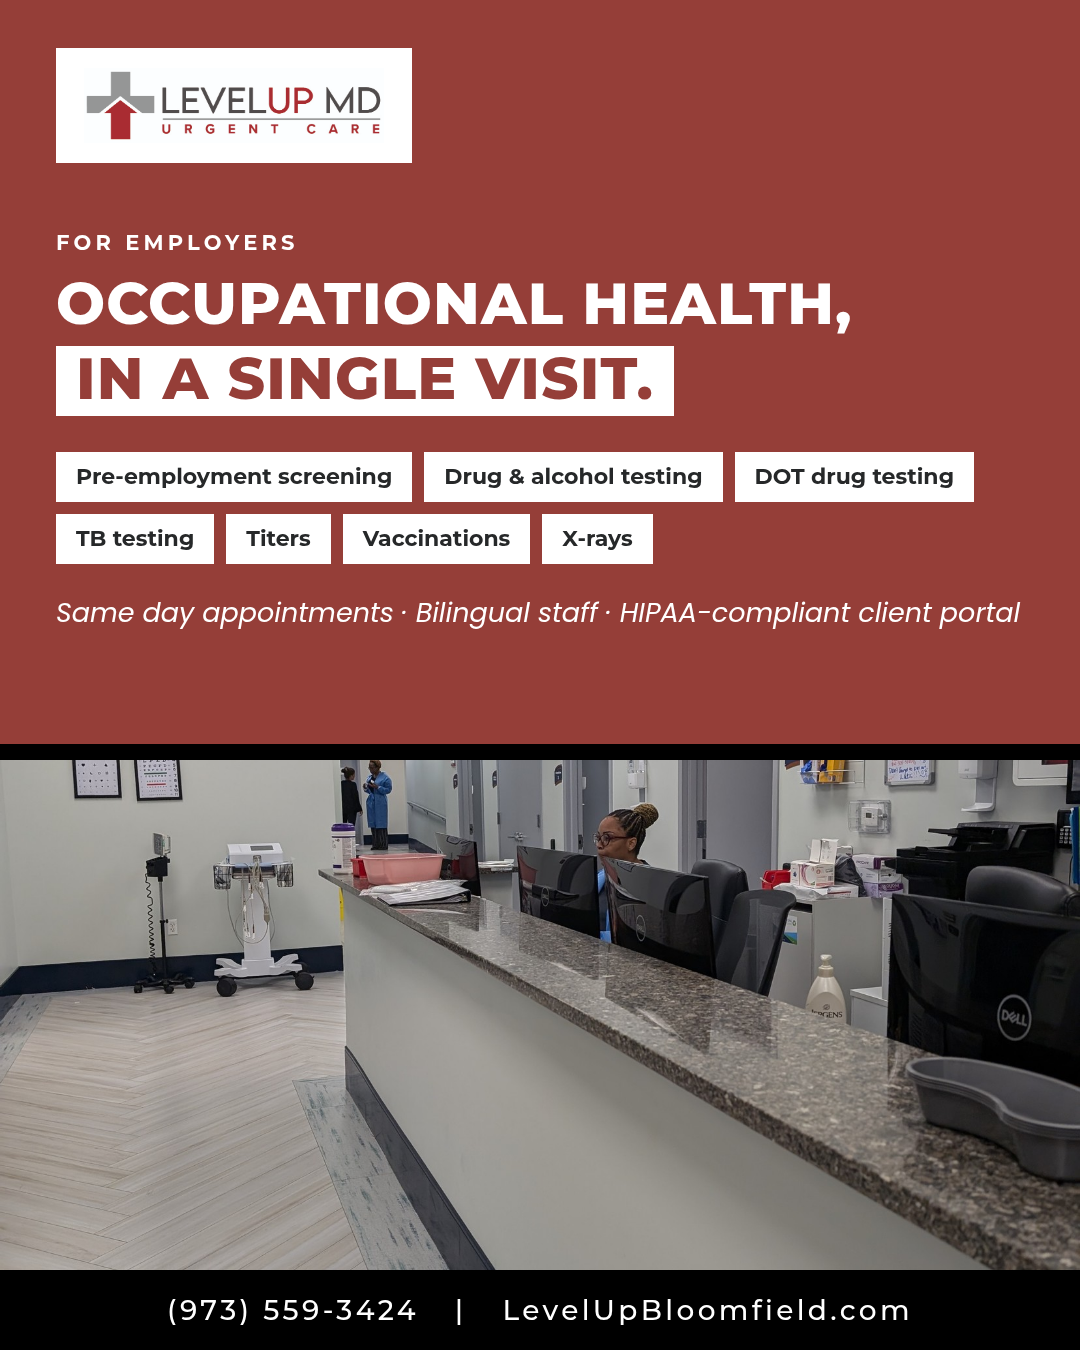 LEVELUP MD
URGENT CARE
FOR EMPLOYERS
OCCUPATIONAL HEALTH,
IN A SINGLE VISIT.
Pre-employment screening
Drug & alcohol testing
DOT drug testing
TB testing
Titers
Vaccinations
X-rays
Same day appointments · Bilingual staff · HIPAA-compliant client portal
DELL
(973) 559-3424 | LevelUpBloomfield.com